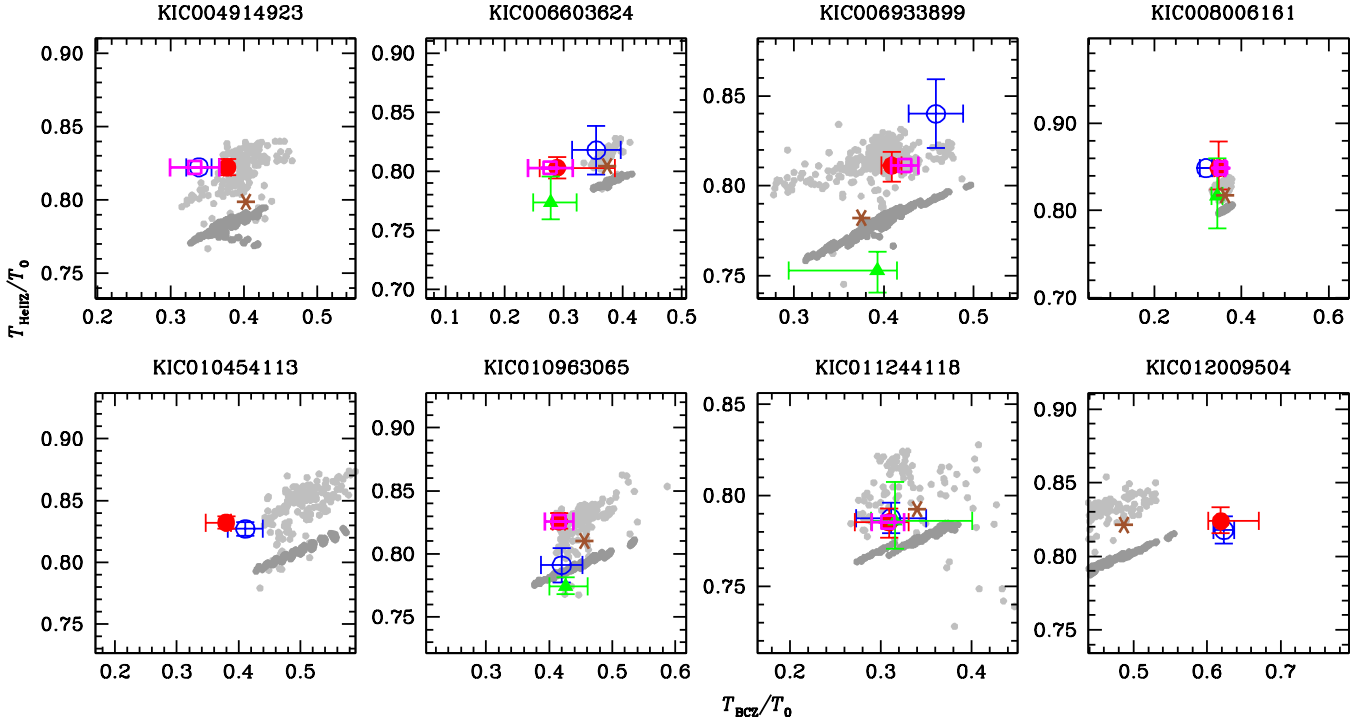 KIC004914923 KIC006603624 KIC006933899 KIC008006161
0.90 0.85 0.80 0.75
0.90 0.85 0.80 0.75 0.70
0.85 0.80 0.75
0.90 0.80 0.70
0.2 0.3 0.4 0.5
0.1 0.2 0.3 0.4 0.5
0.3 0.4 0.5
0.2 0.4 0.6
T_HeIIZ/T_0
KIC010454113 KIC010963065 KIC011244118 KIC012009504
0.90 0.85 0.80 0.75
0.90 0.85 0.80 0.75
0.85 0.80 0.75
0.90 0.85 0.80 0.75
0.2 0.3 0.4 0.5
0.3 0.4 0.5 0.6
0.2 0.3 0.4
0.5 0.6 0.7
T_BCZ/T_0